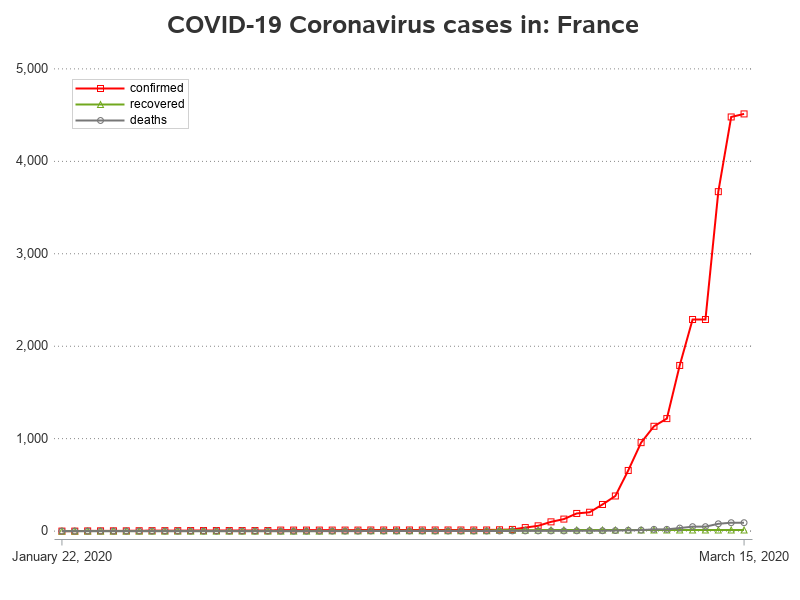 COVID-19 Coronavirus cases in: France
5,000
confirmed
recovered
deaths
4,000
3,000
2,000
1,000
0
January 22, 2020
March 15, 2020